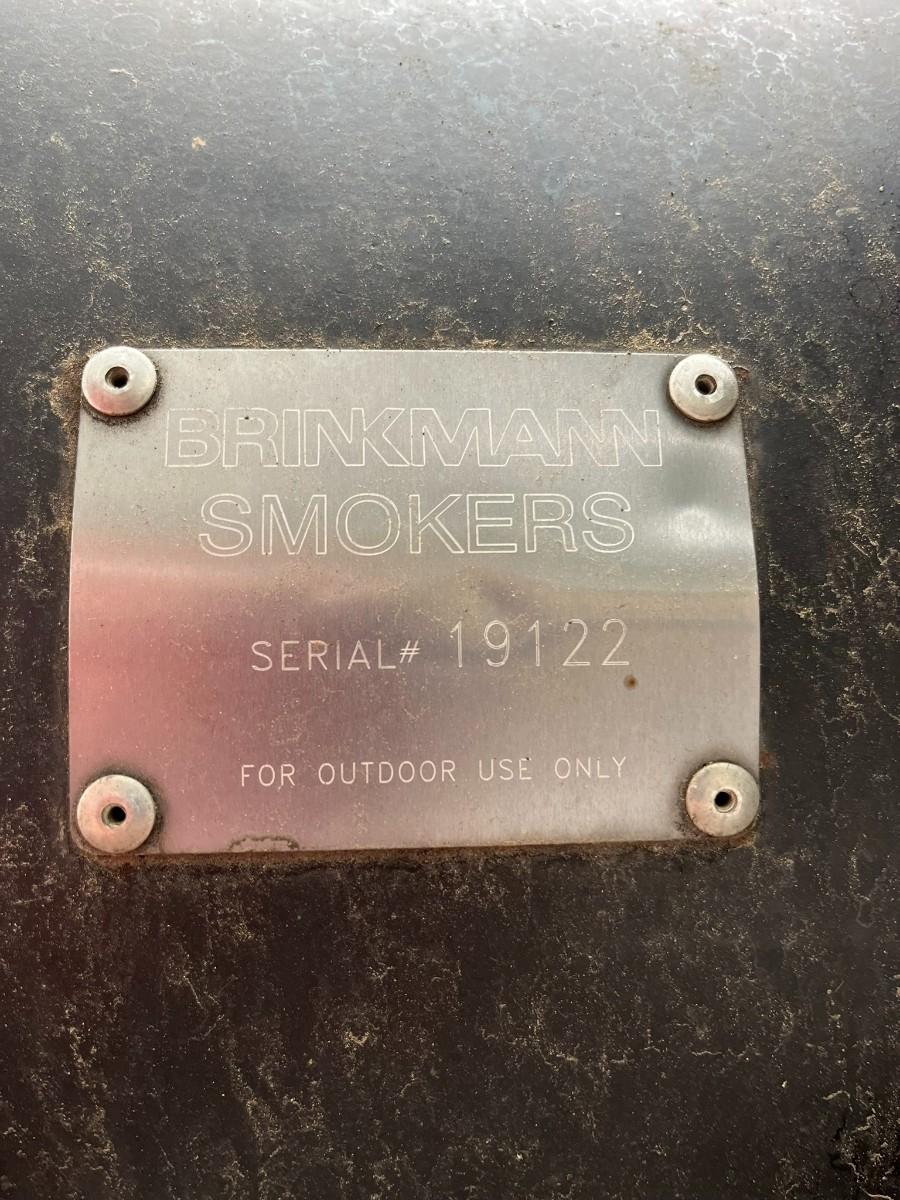 BRINKMANN
SMOKERS
SERIAL# 19122
FOR OUTDOOR USE ONLY